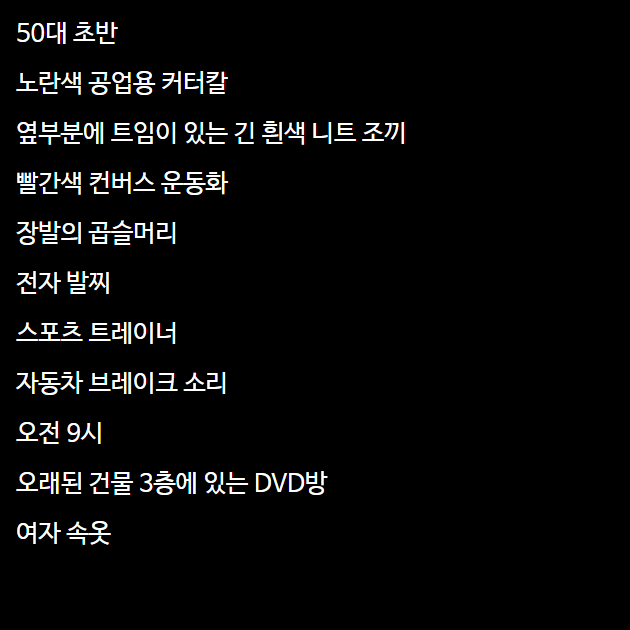 50대 초반
노란색 공업용 커터칼
옆부분에 트임이 있는 긴 흰색 니트 조끼
빨간색 컨버스 운동화
장발의 곱슬머리
전자 발찌
스포츠 트레이너
자동차 브레이크 소리
오전 9시
오래된 건물 3층에 있는 DVD방
여자 속옷